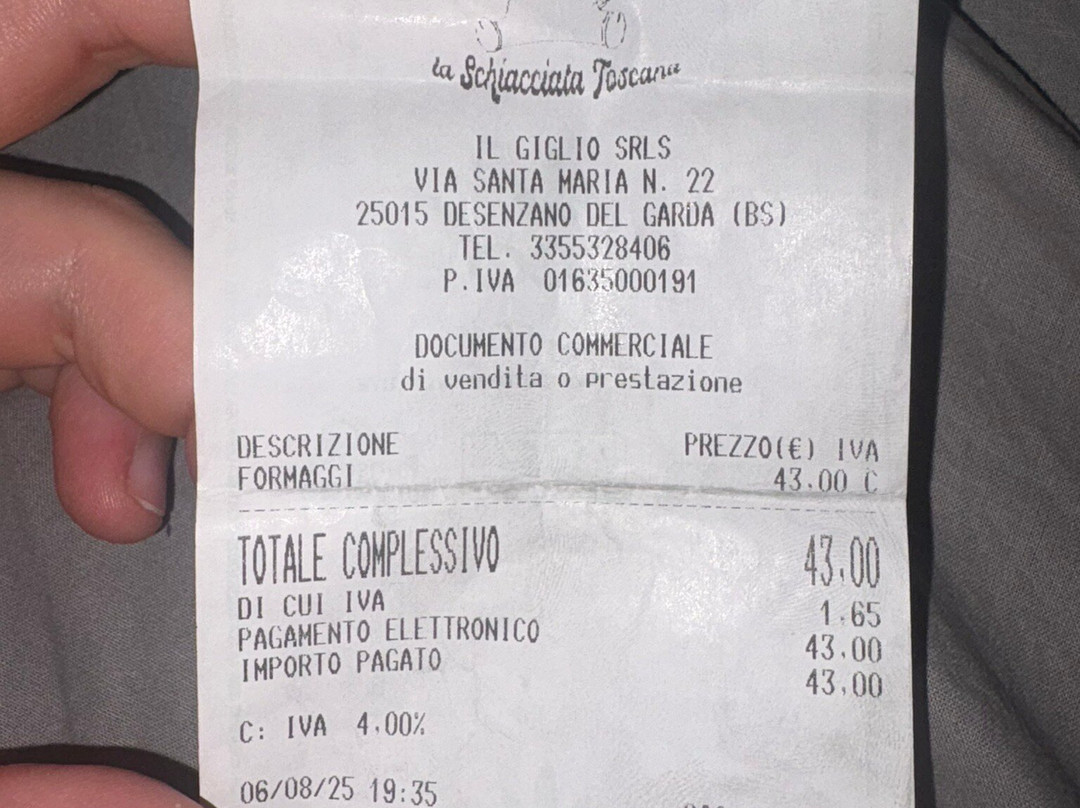 la Schiacciata Toscana
IL GIGLIO SRLS
VIA SANTA MARIA N. 22
25015 DESENZANO DEL GARDA (BS)
TEL. 3355328406
P.IVA 01635000191
DOCUMENTO COMMERCIALE
di vendita o prestazione
DESCRIZIONE PREZZO(€) IVA
FORMAGGI 43.00 C
TOTALE COMPLESSIVO 43,00
DI CUI IVA 1,65
PAGAMENTO ELETTRONICO 43,00
IMPORTO PAGATO 43,00
C: IVA 4,00%
06/08/25 19:35